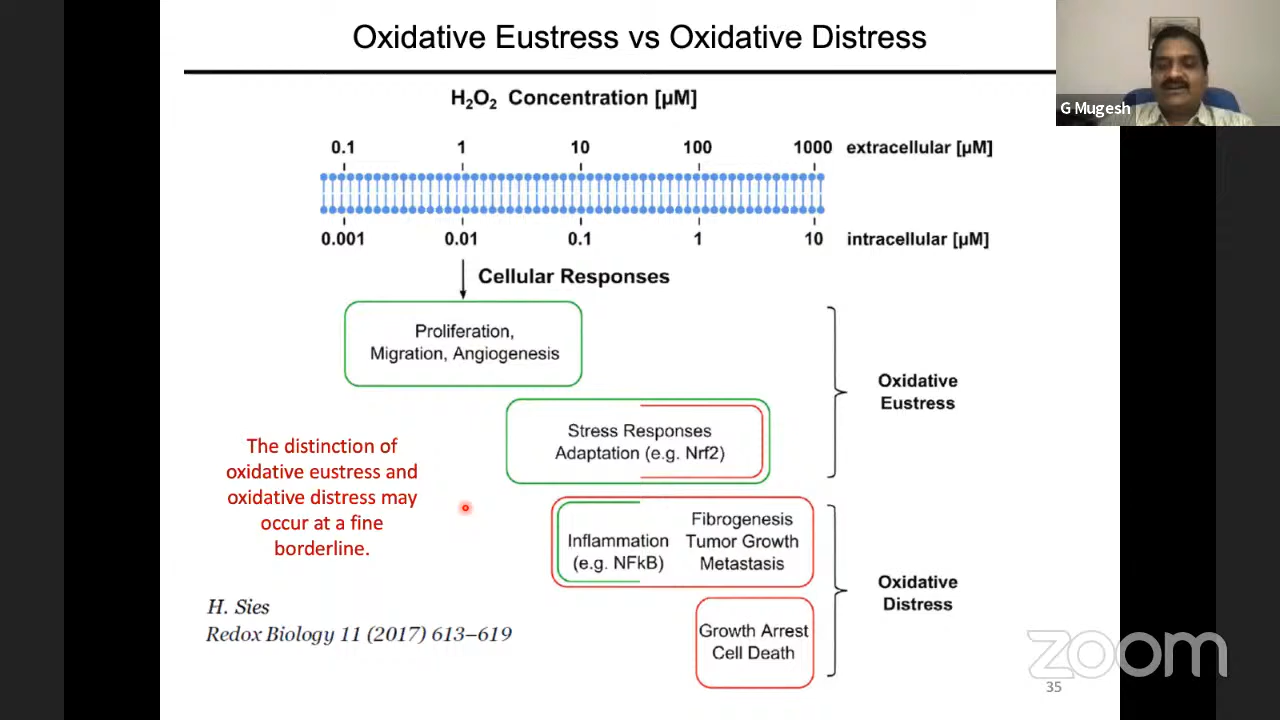 Oxidative Eustress vs Oxidative Distress
G Mugesh
H₂O₂ Concentration [µM]
0.1 1 10 100 1000 extracellular [µM]
0.001 0.01 0.1 1 10 intracellular [µM]
Cellular Responses
Proliferation,
Migration, Angiogenesis
Stress Responses
Adaptation (e.g. Nrf2)
Oxidative
Eustress
The distinction of
oxidative eustress and
oxidative distress may
occur at a fine
borderline.
Inflammation
(e.g. NFkB)
Fibrogenesis
Tumor Growth
Metastasis
Growth Arrest
Cell Death
Oxidative
Distress
H. Sies
Redox Biology 11 (2017) 613–619
zoom
35